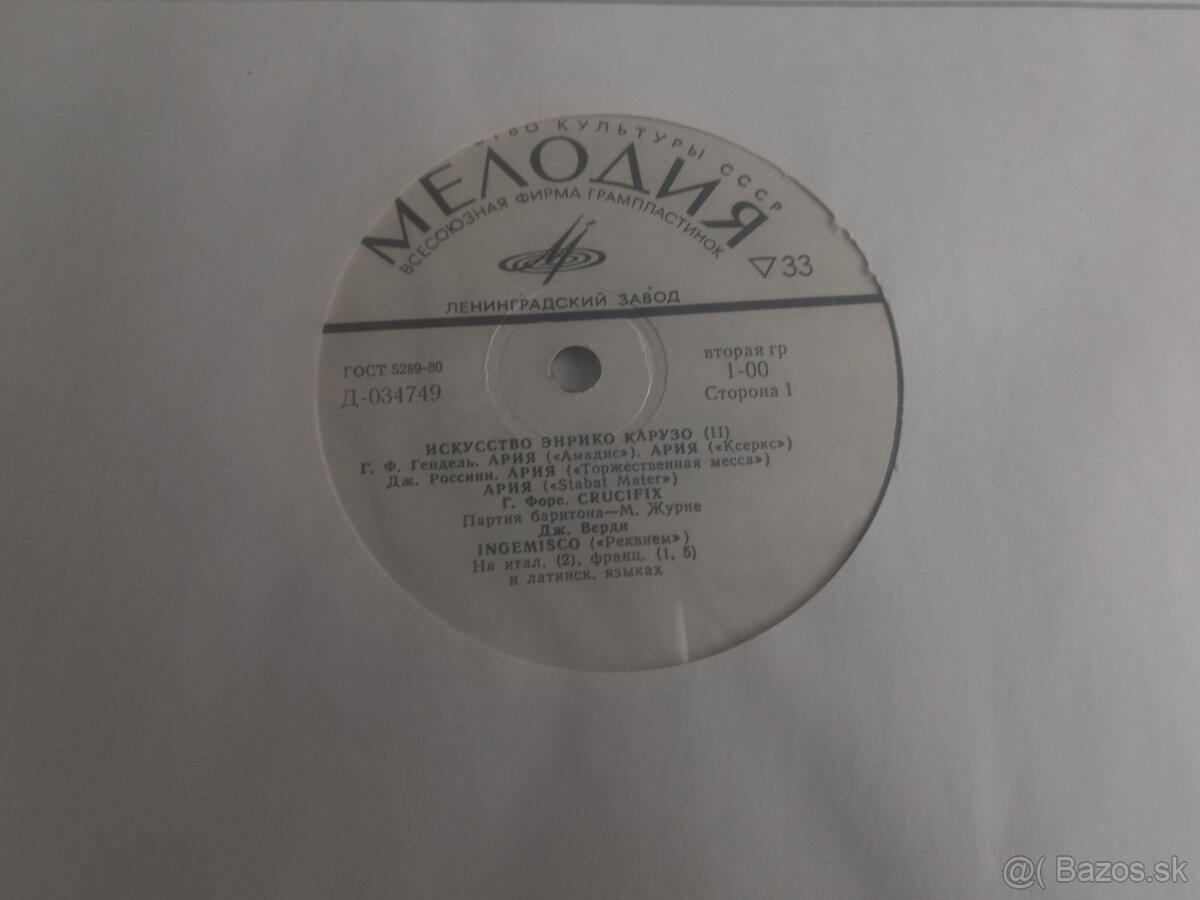 КУЛЬТУРЫ СССР
МЕЛОДИЯ
ВСЕСОЮЗНАЯ ФИРМА ГРАМПЛАСТИНОК
33
ЛЕНИНГРАДСКИЙ ЗАВОД
ГОСТ 5289-80
Д-034749
вторая гр
1-00
Сторона 1
ИСКУССТВО ЭНРИКО КАРУЗО (II)
Г. Ф. Гендель. АРИЯ («Амадис»). АРИЯ («Ксеркс»)
Дж. Россини. АРИЯ («Торжественная месса»)
АРИЯ («Stabat Mater»)
Г. Форе. CRUCIFIX
Партия баритона—М. Журне
Дж. Верди
INGEMISCO («Реквием»)
На итал. (2), франц. (1, 5)
и латинск. языках
@( Bazos.sk